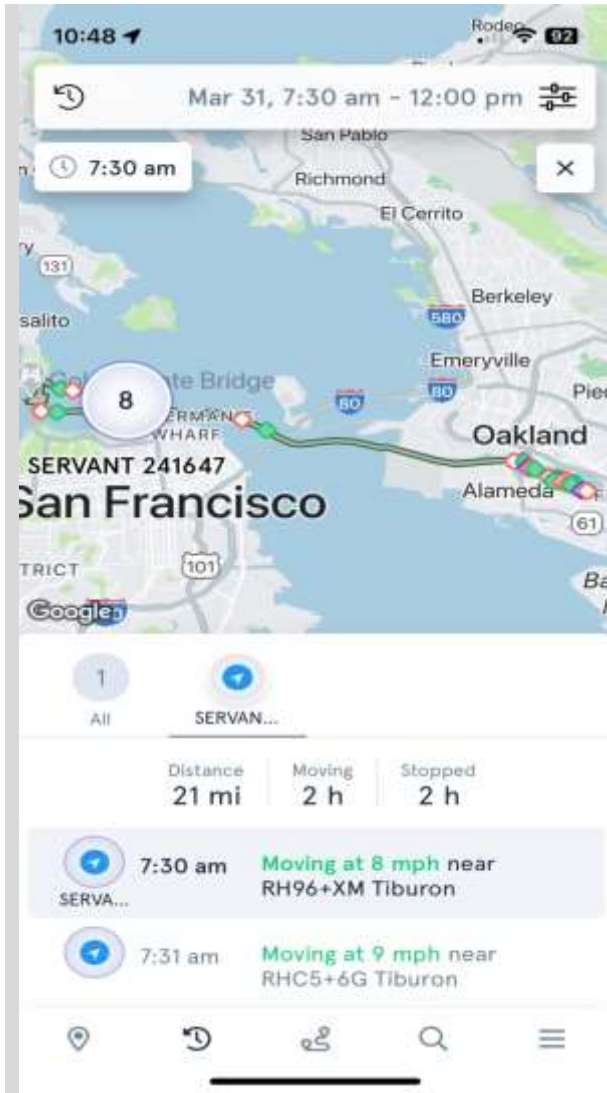 10:48
Rodeo
92
Mar 31, 7:30 am - 12:00 pm
San Pablo
7:30 am
Richmond
El Cerrito
131
580
Berkeley
salito
Emeryville
80
80
8
Oakland
SERVANT 241647
WHARF
Alameda
San Francisco
61
TRICT
101
Google
1
All
SERVAN...
Distance
Moving
Stopped
21 mi
2 h
2 h
7:30 am
Moving at 8 mph near
SERVA...
RH96+XM Tiburon
7:31 am
Moving at 9 mph near
RHC5+6G Tiburon